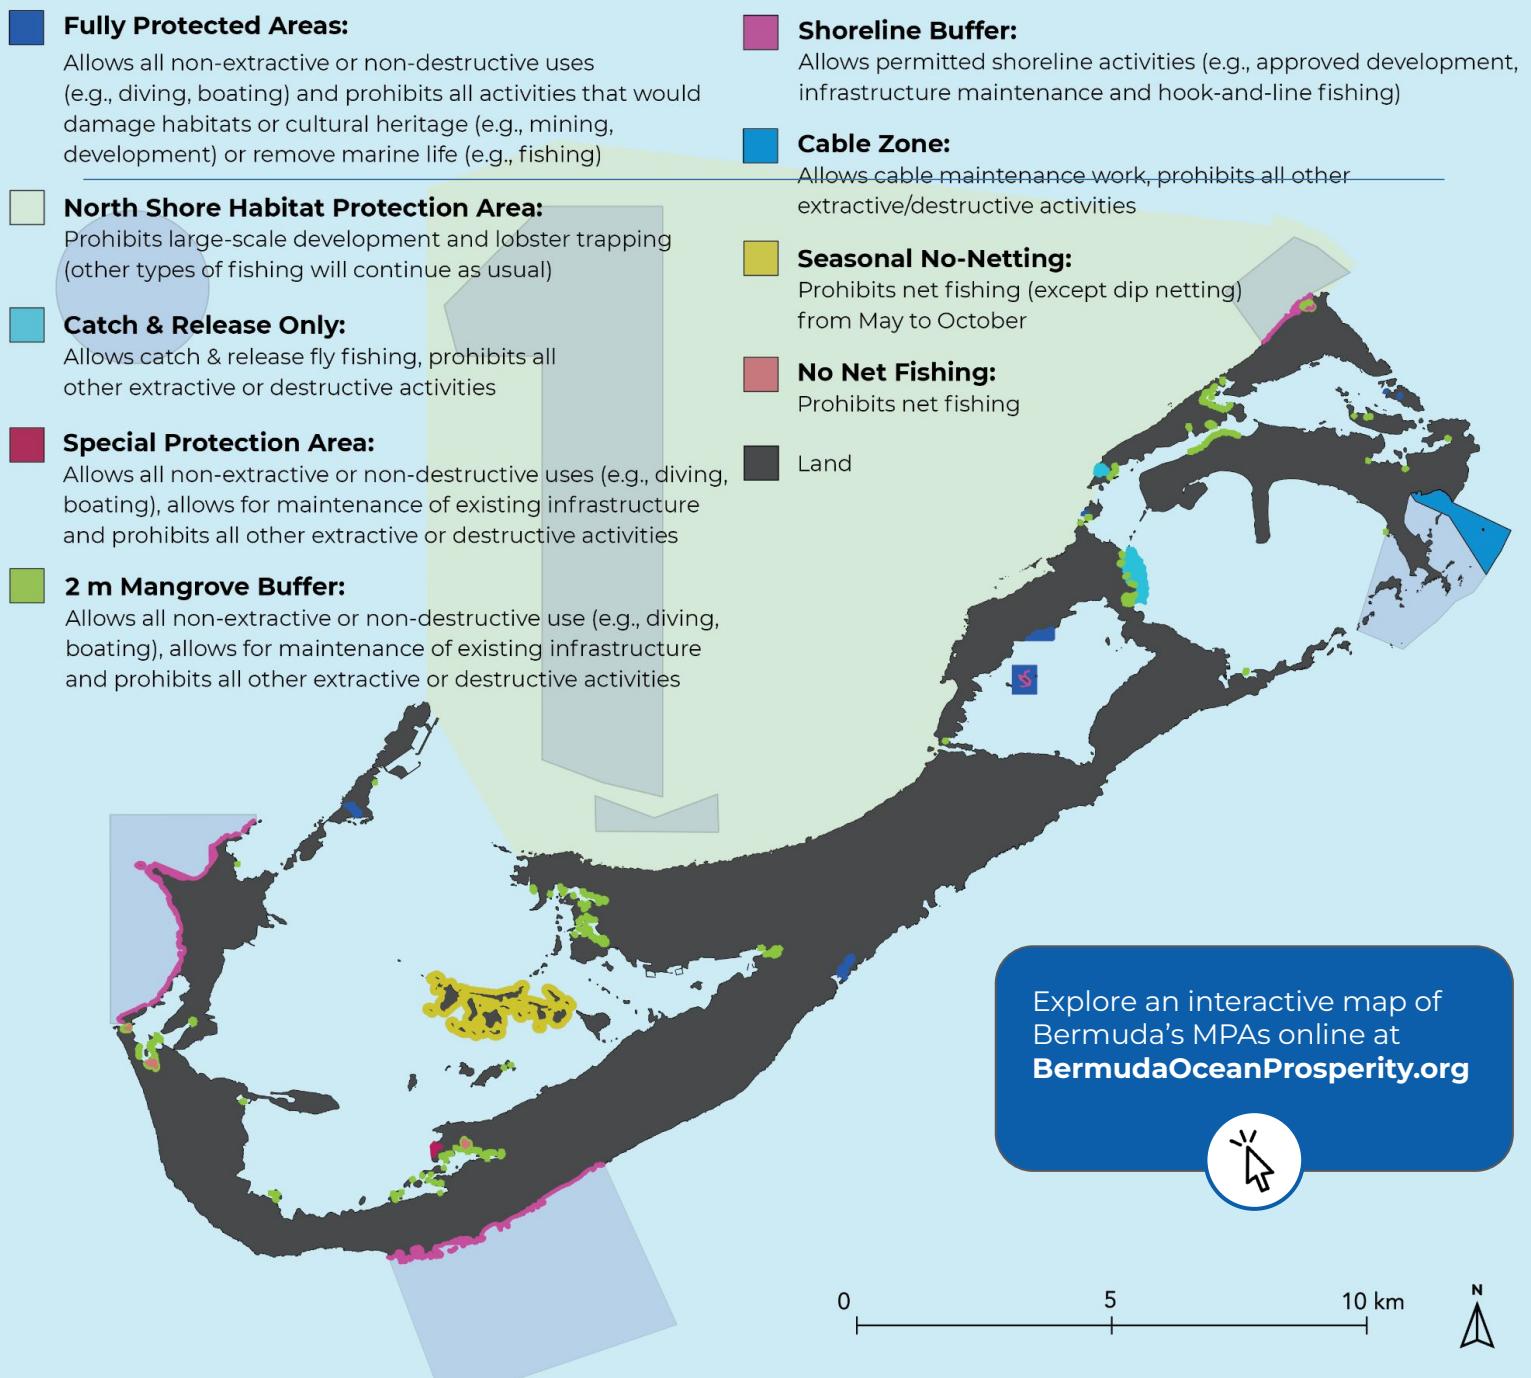 Fully Protected Areas:
Allows all non-extractive or non-destructive uses
(e.g., diving, boating) and prohibits all activities that would
damage habitats or cultural heritage (e.g., mining,
development) or remove marine life (e.g., fishing)
North Shore Habitat Protection Area:
Prohibits large-scale development and lobster trapping
(other types of fishing will continue as usual)
Catch & Release Only:
Allows catch & release fly fishing, prohibits all
other extractive or destructive activities
Special Protection Area:
Allows all non-extractive or non-destructive uses (e.g., diving,
boating), allows for maintenance of existing infrastructure
and prohibits all other extractive or destructive activities
2 m Mangrove Buffer:
Allows all non-extractive or non-destructive use (e.g., diving,
boating), allows for maintenance of existing infrastructure
and prohibits all other extractive or destructive activities
Shoreline Buffer:
Allows permitted shoreline activities (e.g., approved development,
infrastructure maintenance and hook-and-line fishing)
Cable Zone:
Allows cable maintenance work, prohibits all other
extractive/destructive activities
Seasonal No-Netting:
Prohibits net fishing (except dip netting)
from May to October
No Net Fishing:
Prohibits net fishing
Land
Explore an interactive map of
Bermuda's MPAs online at
BermudaOceanProsperity.org
0 5 10 km
N